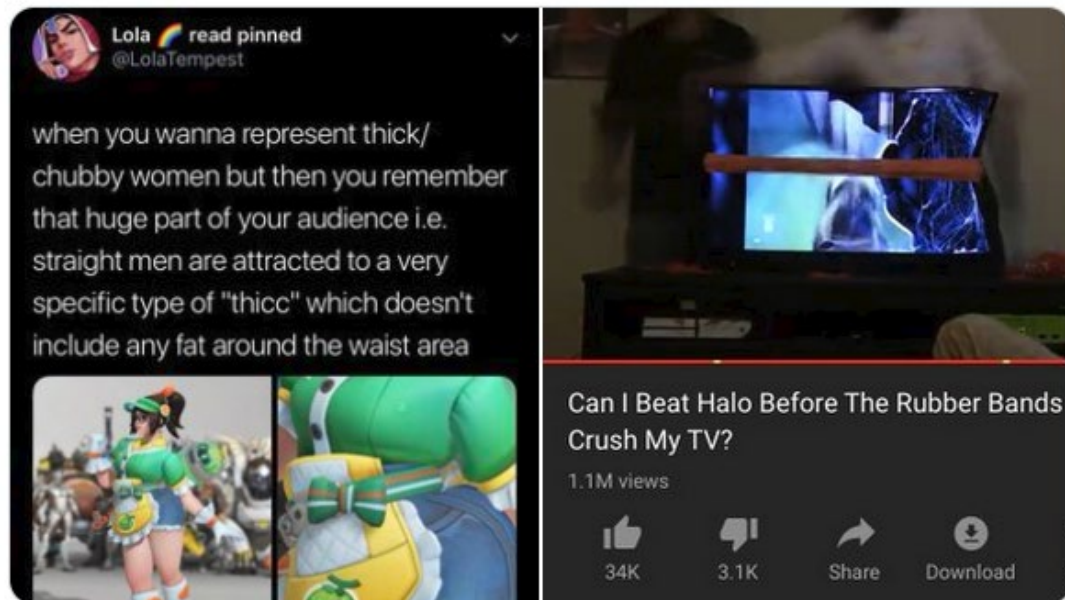 Lola 🌈 read pinned
@LolaTempest
when you wanna represent thick/
chubby women but then you remember
that huge part of your audience i.e.
straight men are attracted to a very
specific type of "thicc" which doesn't
include any fat around the waist area
Can I Beat Halo Before The Rubber Bands
Crush My TV?
1.1M views
34K
3.1K
Share
Download